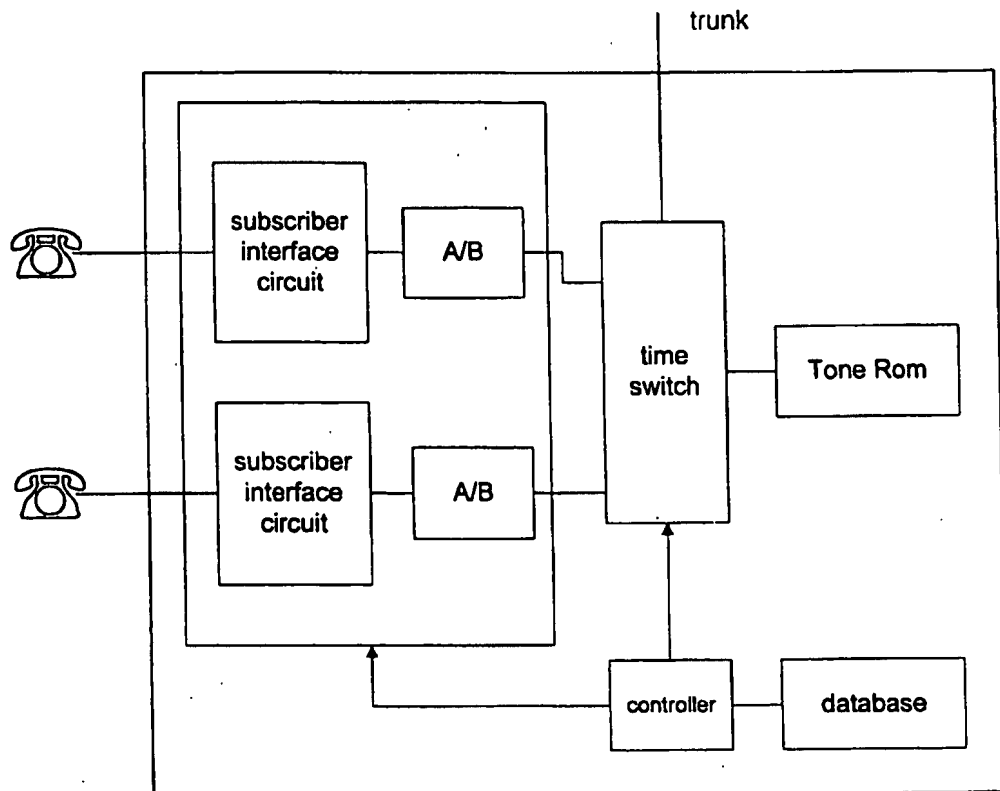 trunk
subscriber
interface
circuit
A/B
time
switch
Tone Rom
subscriber
interface
circuit
A/B
controller
database